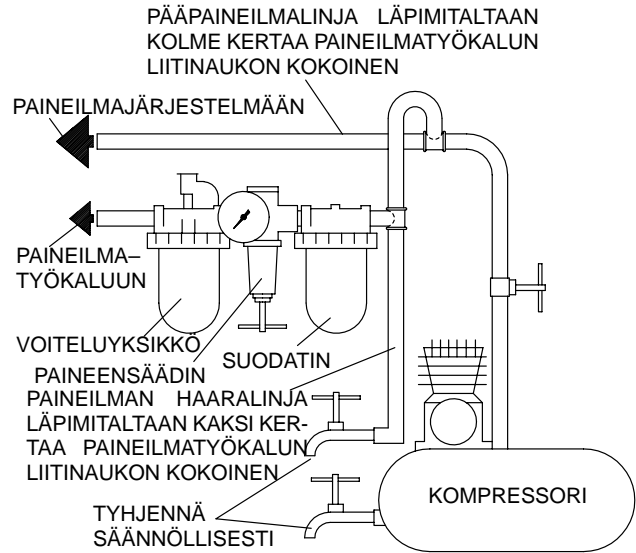 PÄÄPAINEILMALINJA LÄPIMITALTAAN
KOLME KERTAA PAINEILMATYÖKALUN
LIITINAUKON KOKOINEN
PAINEILMAJÄRJESTELMÄÄN
PAINEILMA–
TYÖKALUUN
VOITELUYKSIKKÖ
SUODATIN
PAINEENSÄÄDIN
PAINEILMAN HAARALINJA
LÄPIMITALTAAN KAKSI KER-
TAA PAINEILMATYÖKALUN
LIITINAUKON KOKOINEN
KOMPRESSORI
TYHJENNÄ
SÄÄNNÖLLISESTI